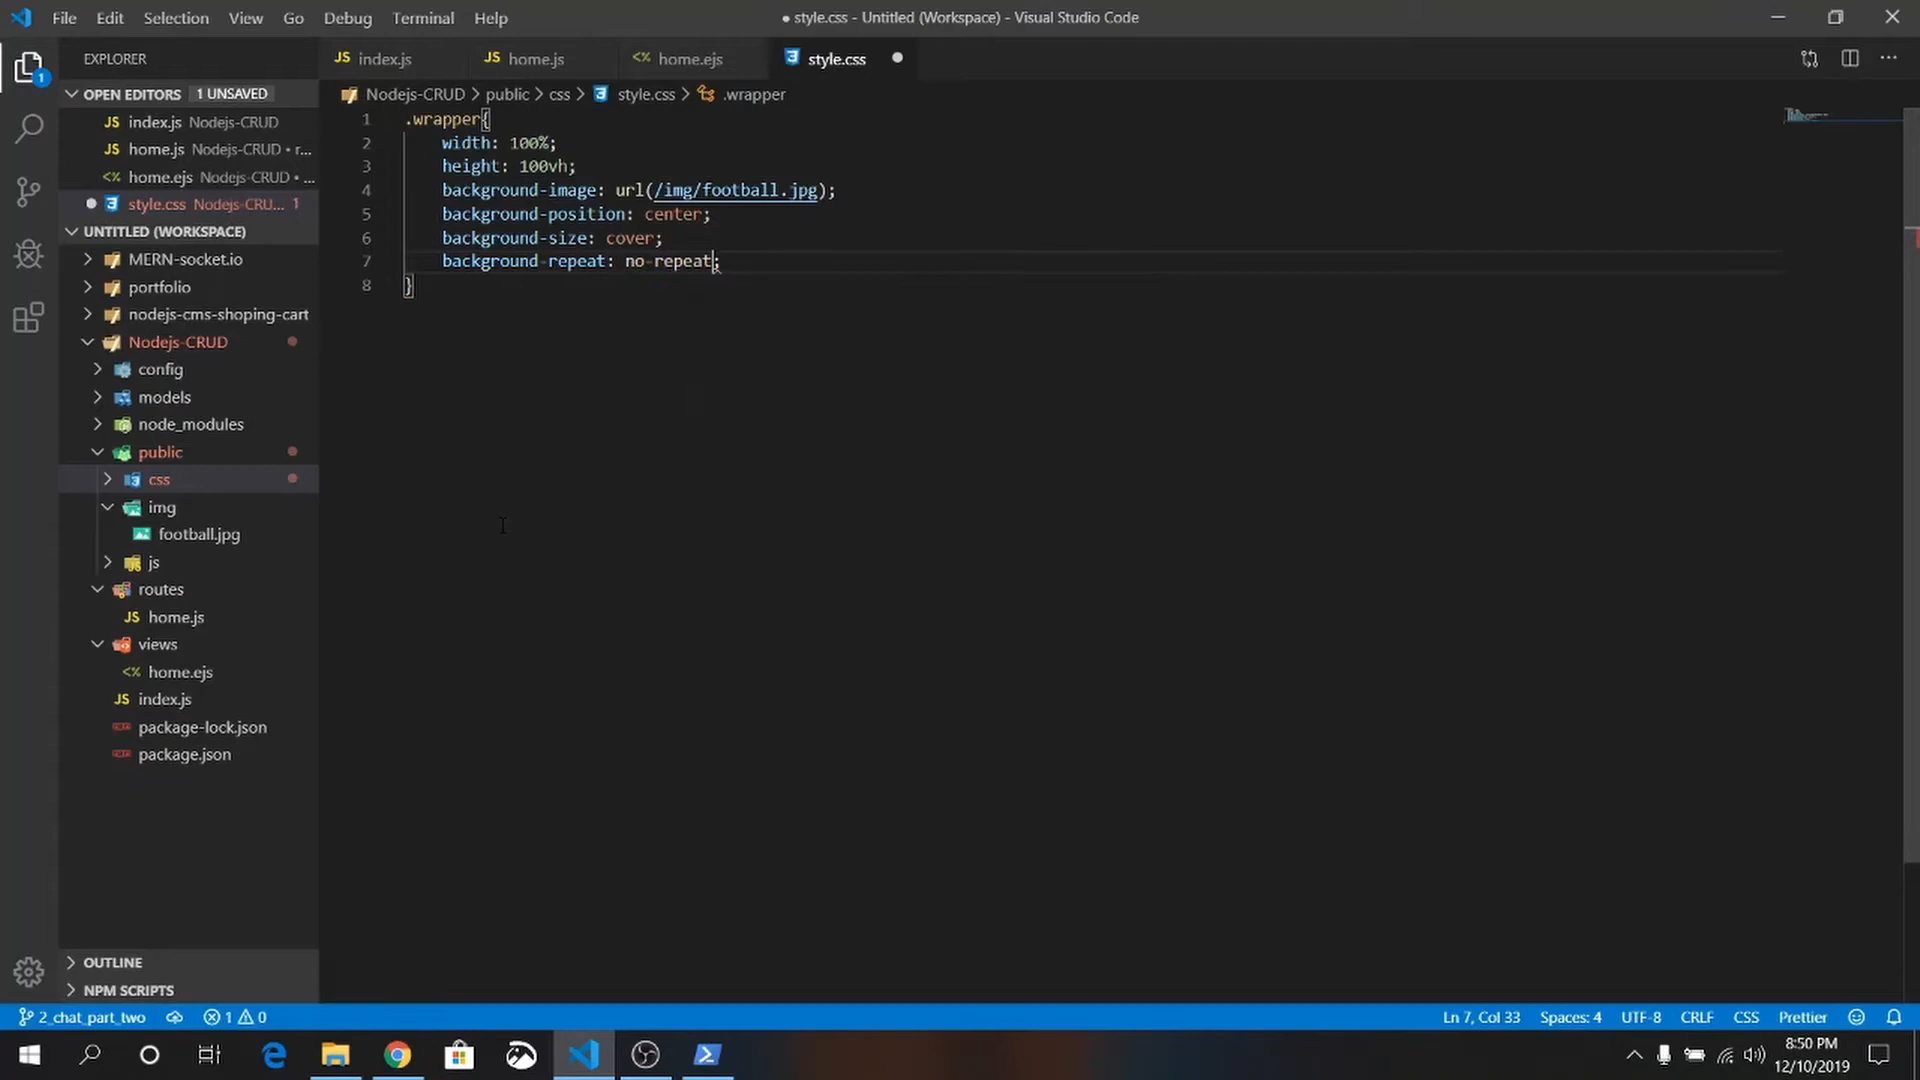 File Edit Selection View Go Debug Terminal Help
● style.css - Untitled (Workspace) - Visual Studio Code
EXPLORER
OPEN EDITORS 1 UNSAVED
JS index.js Nodejs-CRUD
JS home.js Nodejs-CRUD • r...
<% home.ejs Nodejs-CRUD • ...
style.css Nodejs-CRU... 1
UNTITLED (WORKSPACE)
MERN-socket.io
portfolio
nodejs-cms-shoping-cart
Nodejs-CRUD
config
models
node_modules
public
css
img
football.jpg
js
routes
JS home.js
views
<% home.ejs
JS index.js
package-lock.json
package.json
OUTLINE
NPM SCRIPTS
JS index.js
JS home.js
<% home.ejs
style.css
Nodejs-CRUD > public > css > style.css > .wrapper
1 .wrapper{
2 width: 100%;
3 height: 100vh;
4 background-image: url(/img/football.jpg);
5 background-position: center;
6 background-size: cover;
7 background-repeat: no-repeat;
8 }
2_chat_part_two 1 0
Ln 7, Col 33 Spaces: 4 UTF-8 CRLF CSS Prettier
8:50 PM
12/10/2019